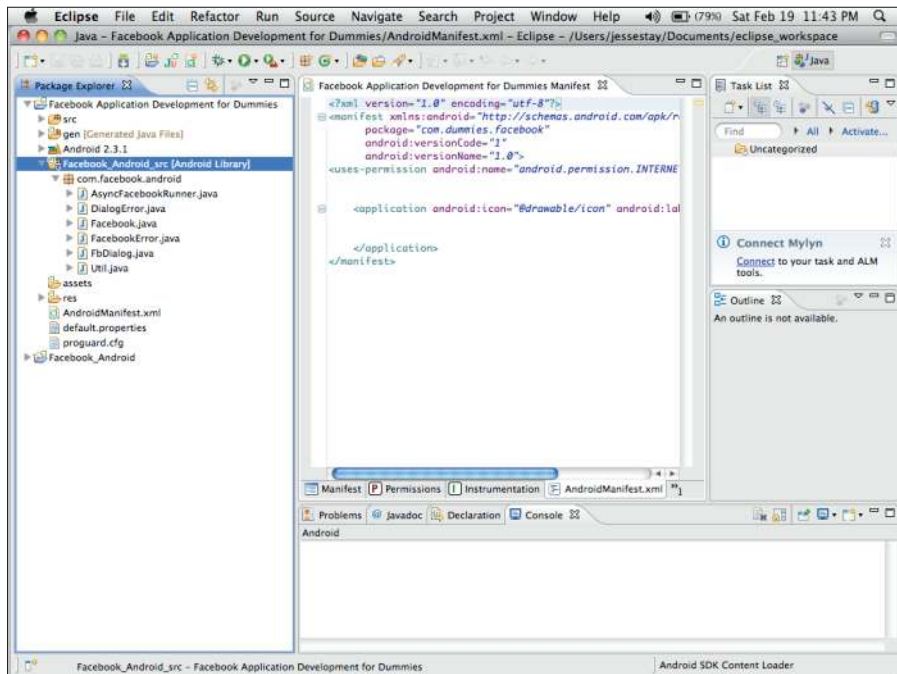 Eclipse File Edit Refactor Run Source Navigate Search Project Window Help (79%) Sat Feb 19 11:43 PM
Java – Facebook Application Development for Dummies/AndroidManifest.xml – Eclipse – /Users/jessestay/Documents/eclipse_workspace
Java
Package Explorer
Facebook Application Development for Dummies
src
gen [Generated Java Files]
Android 2.3.1
Facebook_Android_src [Android Library]
com.facebook.android
AsyncFacebookRunner.java
DialogError.java
Facebook.java
FacebookError.java
FbDialog.java
Util.java
assets
res
AndroidManifest.xml
default.properties
proguard.cfg
Facebook_Android
Facebook Application Development for Dummies Manifest
<?xml version="1.0" encoding="utf-8"?>
<manifest xmlns:android="http://schemas.android.com/apk/r
package="com.dummies.facebook"
android:versionCode="1"
android:versionName="1.0">
<uses-permission android:name="android.permission.INTERNE
<application android:icon="@drawable/icon" android:lal
</application>
</manifest>
Manifest P Permissions I Instrumentation AndroidManifest.xml »1
Task List
Find All Activate...
Uncategorized
Connect Mylyn
Connect to your task and ALM
tools.
Outline
An outline is not available.
Problems @ Javadoc Declaration Console
Android
Facebook_Android_src – Facebook Application Development for Dummies
Android SDK Content Loader